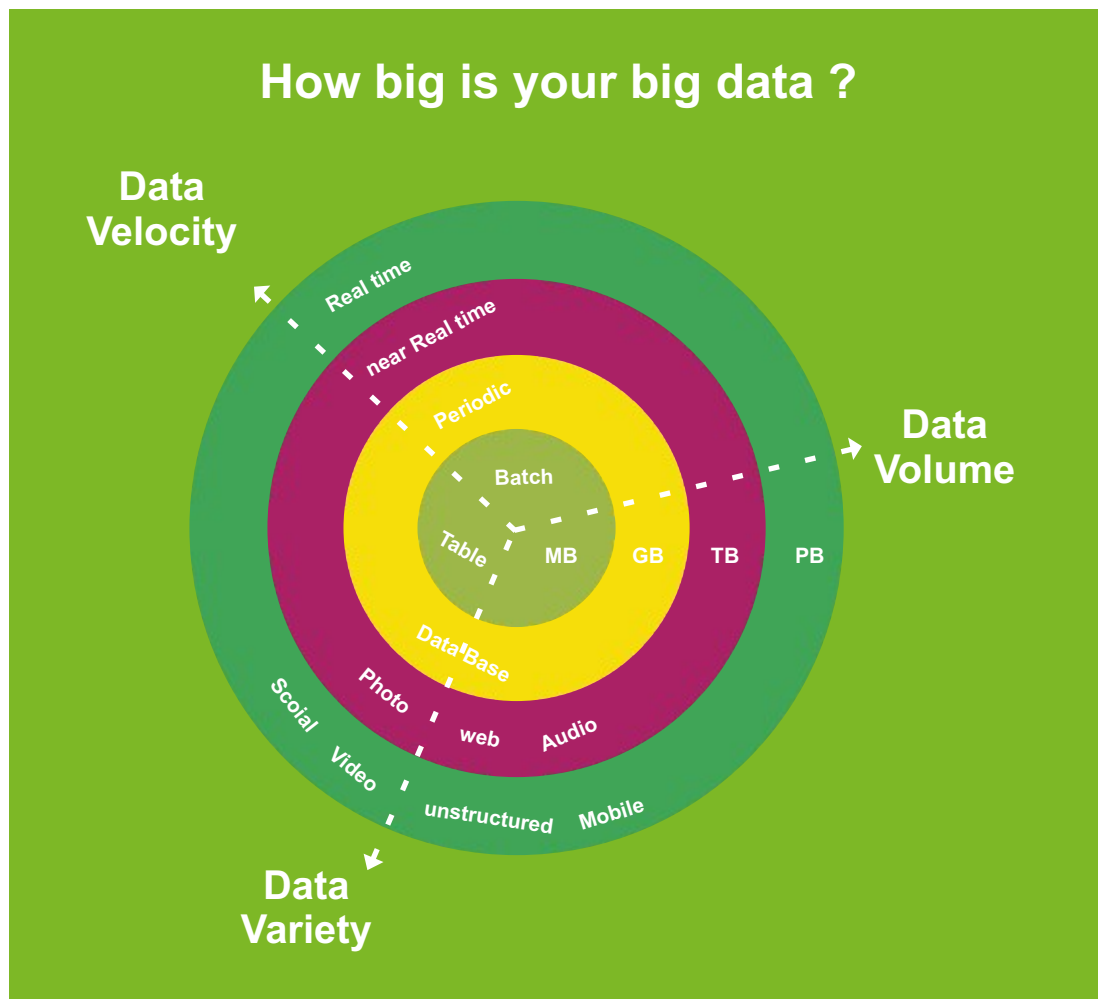 How big is your big data ?
Data
Velocity
Real time
near Real time
Periodic
Batch
Data
Volume
Table
MB
GB
TB
PB
Data Base
Photo
web
Audio
Scoial
Video
unstructured
Mobile
Data
Variety